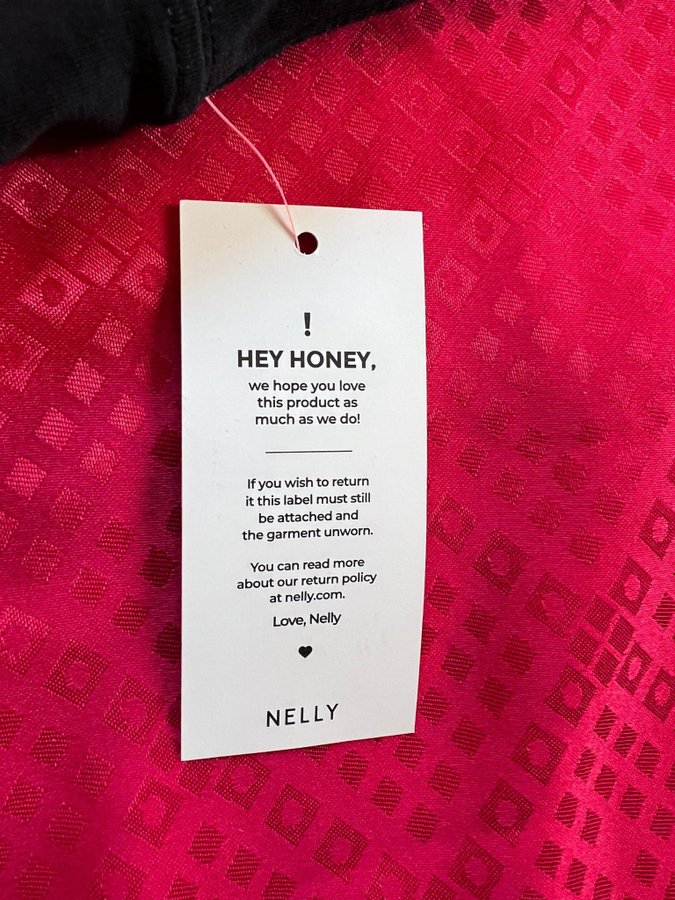 !
HEY HONEY,
we hope you love
this product as
much as we do!
If you wish to return
it this label must still
be attached and
the garment unworn.
You can read more
about our return policy
at nelly.com.
Love, Nelly
NELLY